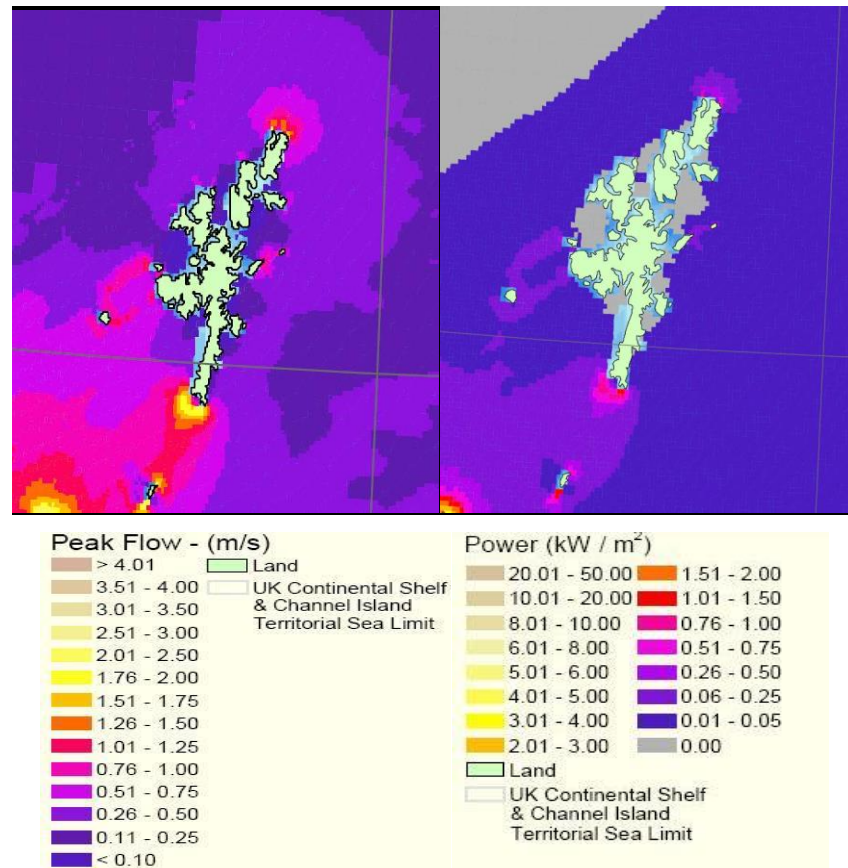 Peak Flow - (m/s)
> 4.01
3.51 - 4.00
3.01 - 3.50
2.51 - 3.00
2.01 - 2.50
1.76 - 2.00
1.51 - 1.75
1.26 - 1.50
1.01 - 1.25
0.76 - 1.00
0.51 - 0.75
0.26 - 0.50
0.11 - 0.25
< 0.10
Land
UK Continental Shelf
& Channel Island
Territorial Sea Limit
Power (kW / m²)
20.01 - 50.00
10.01 - 20.00
8.01 - 10.00
6.01 - 8.00
5.01 - 6.00
4.01 - 5.00
3.01 - 4.00
2.01 - 3.00
1.51 - 2.00
1.01 - 1.50
0.76 - 1.00
0.51 - 0.75
0.26 - 0.50
0.06 - 0.25
0.01 - 0.05
0.00
Land
UK Continental Shelf
& Channel Island
Territorial Sea Limit